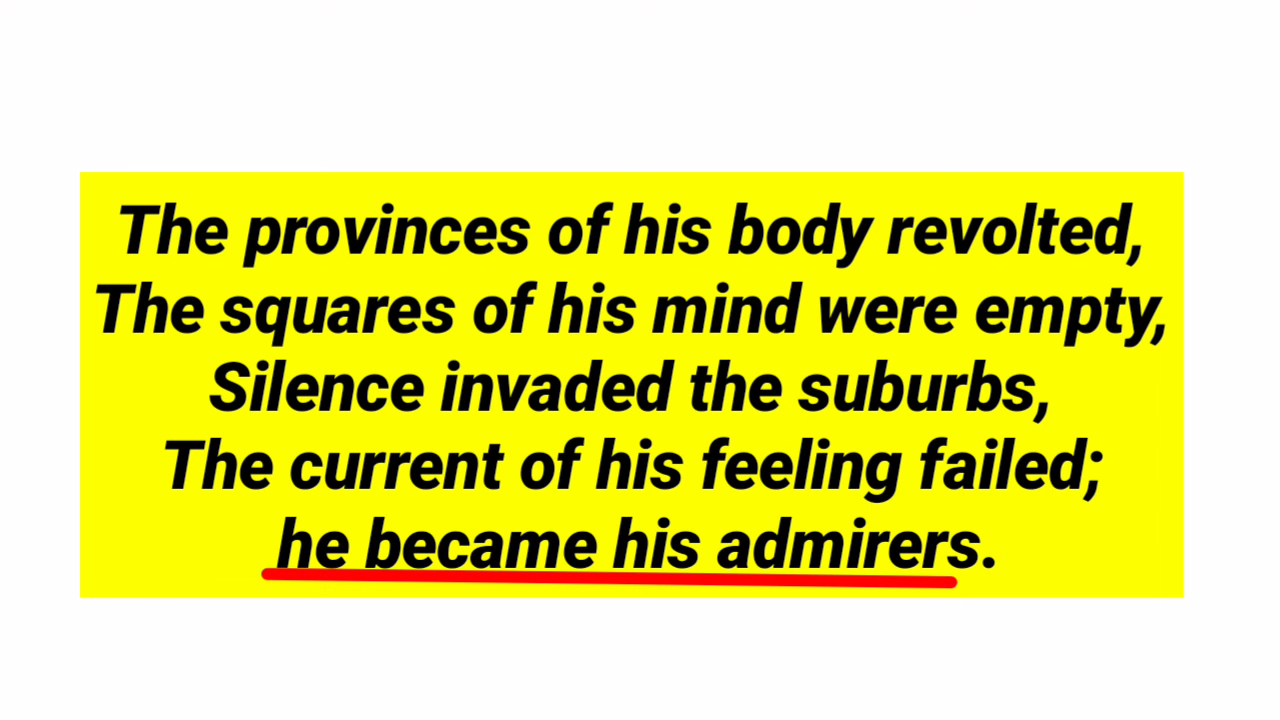 The provinces of his body revolted,
The squares of his mind were empty,
Silence invaded the suburbs,
The current of his feeling failed;
he became his admirers.